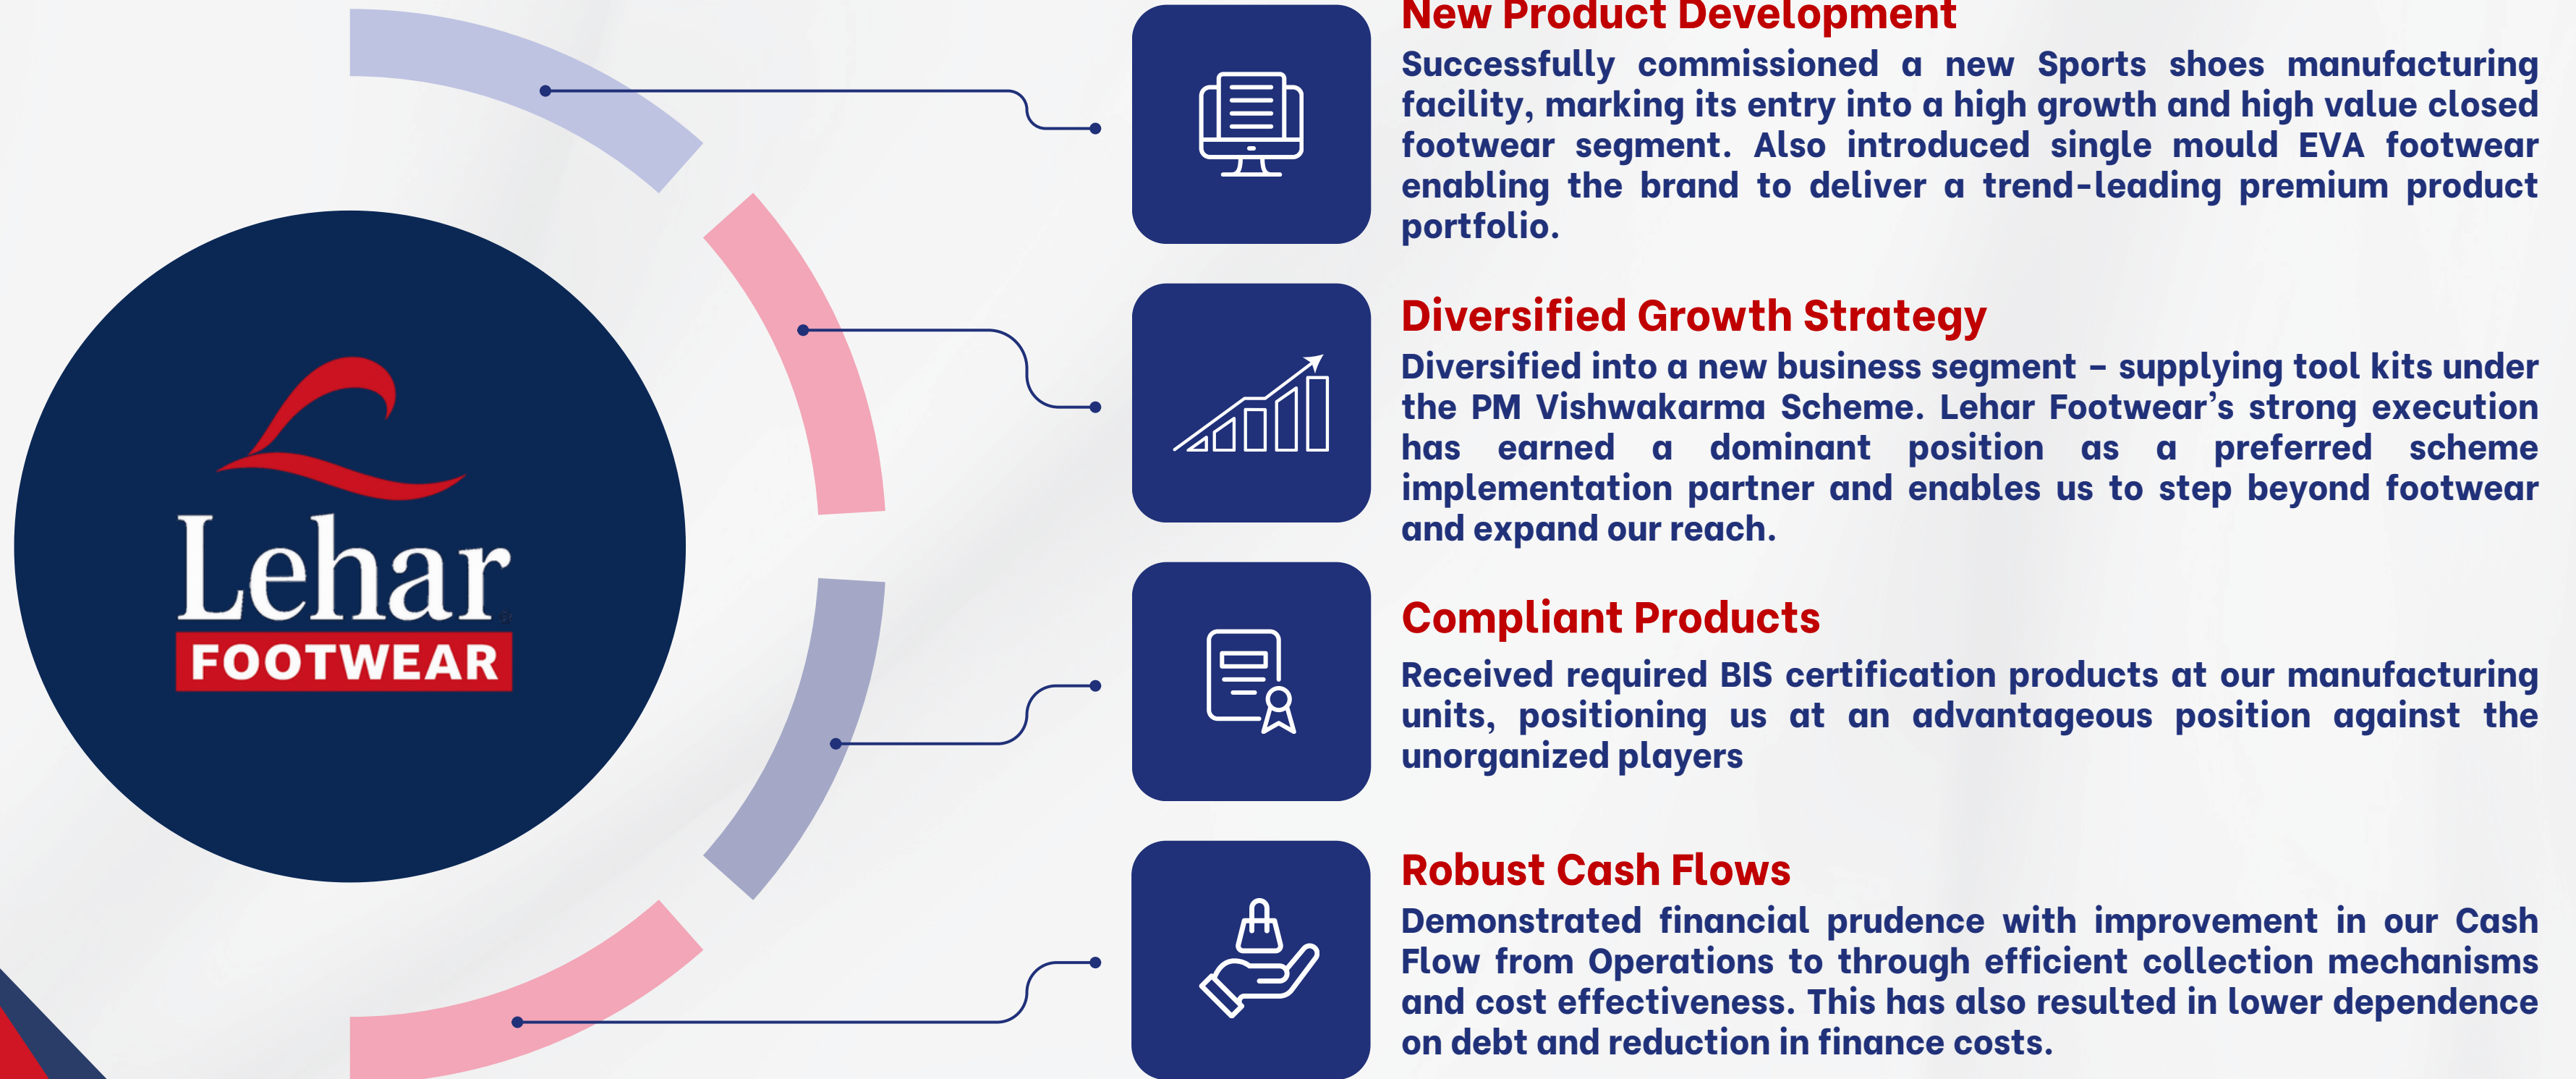 Lehar
FOOTWEAR
New Product Development
Successfully commissioned a new Sports shoes manufacturing
facility, marking its entry into a high growth and high value closed
footwear segment. Also introduced single mould EVA footwear
enabling the brand to deliver a trend-leading premium product
portfolio.
Diversified Growth Strategy
Diversified into a new business segment – supplying tool kits under
the PM Vishwakarma Scheme. Lehar Footwear’s strong execution
has earned a dominant position as a preferred scheme
implementation partner and enables us to step beyond footwear
and expand our reach.
Compliant Products
Received required BIS certification products at our manufacturing
units, positioning us at an advantageous position against the
unorganized players
Robust Cash Flows
Demonstrated financial prudence with improvement in our Cash
Flow from Operations to through efficient collection mechanisms
and cost effectiveness. This has also resulted in lower dependence
on debt and reduction in finance costs.